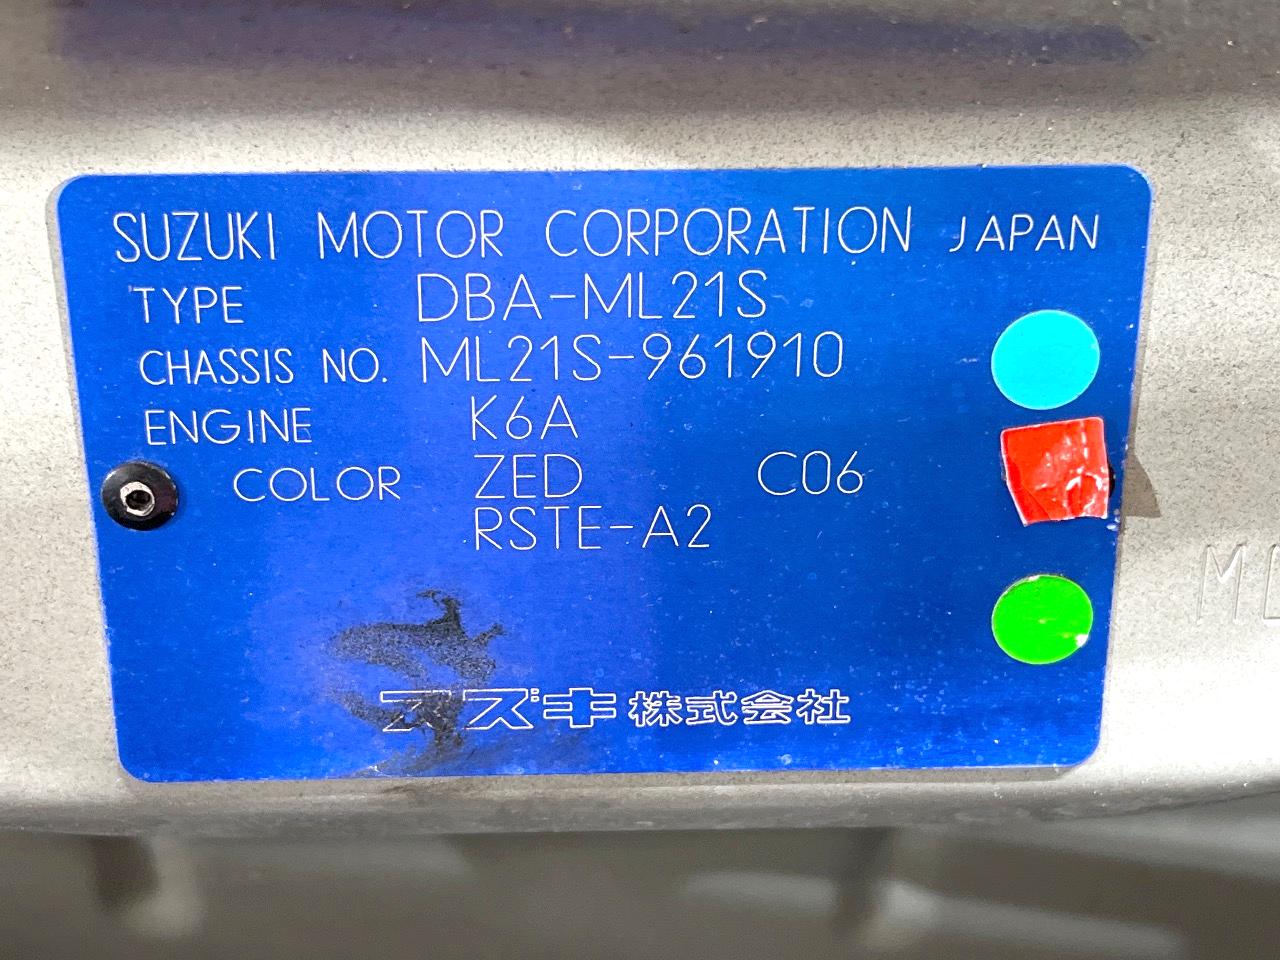 SUZUKI MOTOR CORPORATION JAPAN
TYPE DBA-ML21S
CHASSIS NO. ML21S-961910
ENGINE K6A
COLOR ZED C06
RSTE-A2
スズキ株式会社